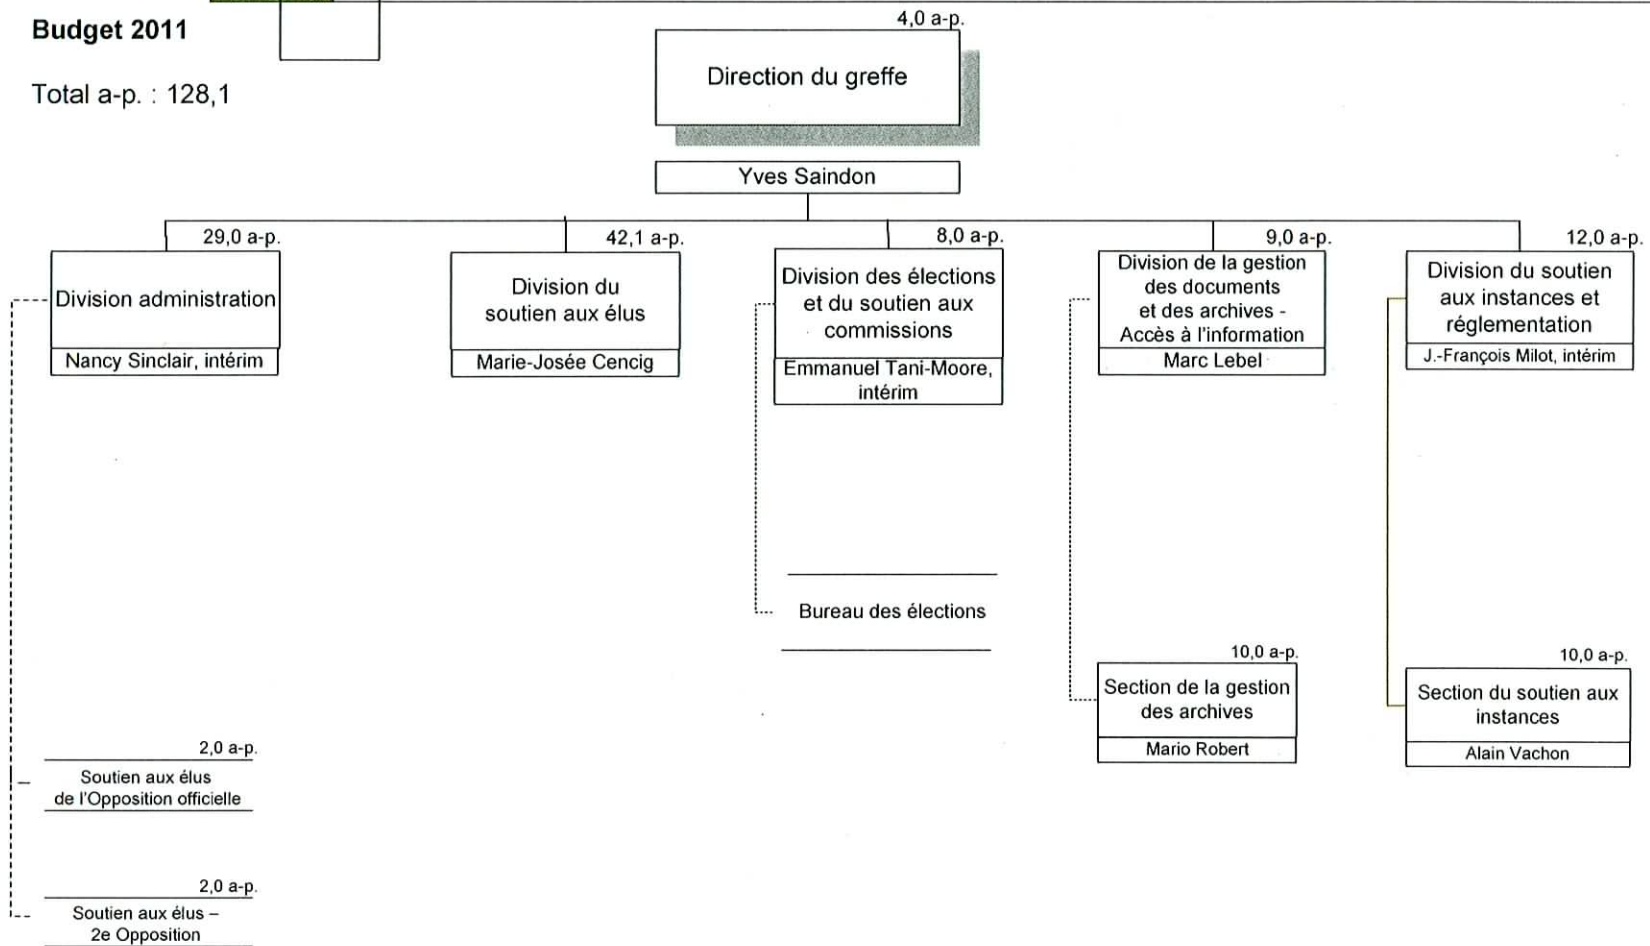 Budget 2011
Total a-p. : 128,1
4,0 a-p.
Direction du greffe
Yves Saindon
29,0 a-p.
Division administration
Nancy Sinclair, intérim
42,1 a-p.
Division du
soutien aux élus
Marie-Josée Cencig
8,0 a-p.
Division des élections
et du soutien aux
commissions
Emmanuel Tani-Moore,
intérim
9,0 a-p.
Division de la gestion
des documents
et des archives -
Accès à l'information
Marc Lebel
12,0 a-p.
Division du soutien
aux instances et
réglementation
J.-François Milot, intérim
Bureau des élections
10,0 a-p.
Section de la gestion
des archives
Mario Robert
10,0 a-p.
Section du soutien aux
instances
Alain Vachon
2,0 a-p.
Soutien aux élus
de l'Opposition officielle
2,0 a-p.
Soutien aux élus –
2e Opposition